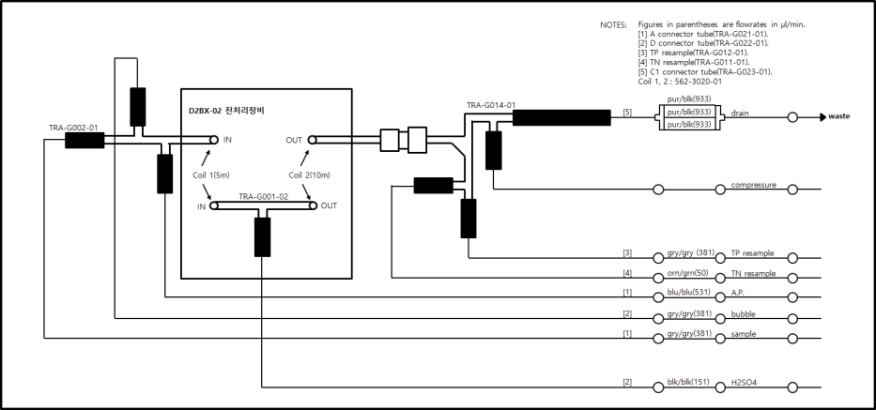 NOTES: Figures in parentheses are flowrates in µl/min.
[1] A connector tube(TRA-G021-01).
[2] D connector tube(TRA-G022-01).
[3] TP resample(TRA-G012-01).
[4] TN resample(TRA-G011-01).
[5] C1 connector tube(TRA-G023-01).
Coil 1, 2 : 562-3020-01
D2BX-02 전처리장비
TRA-G014-01
TRA-G002-01
IN
OUT
Coil 1(5m)
Coil 2(10m)
TRA-G001-02
IN
OUT
[5]
pur/blk(933)
pur/blk(933)
pur/blk(933)
drain
waste
compressure
[3] gry/gry (381) TP resample
[4] orn/grn(50) TN resample
[1] blu/blu(531) A.P.
[2] gry/gry(381) bubble
[1] gry/gry(381) sample
[2] blk/blk(151) H2SO4